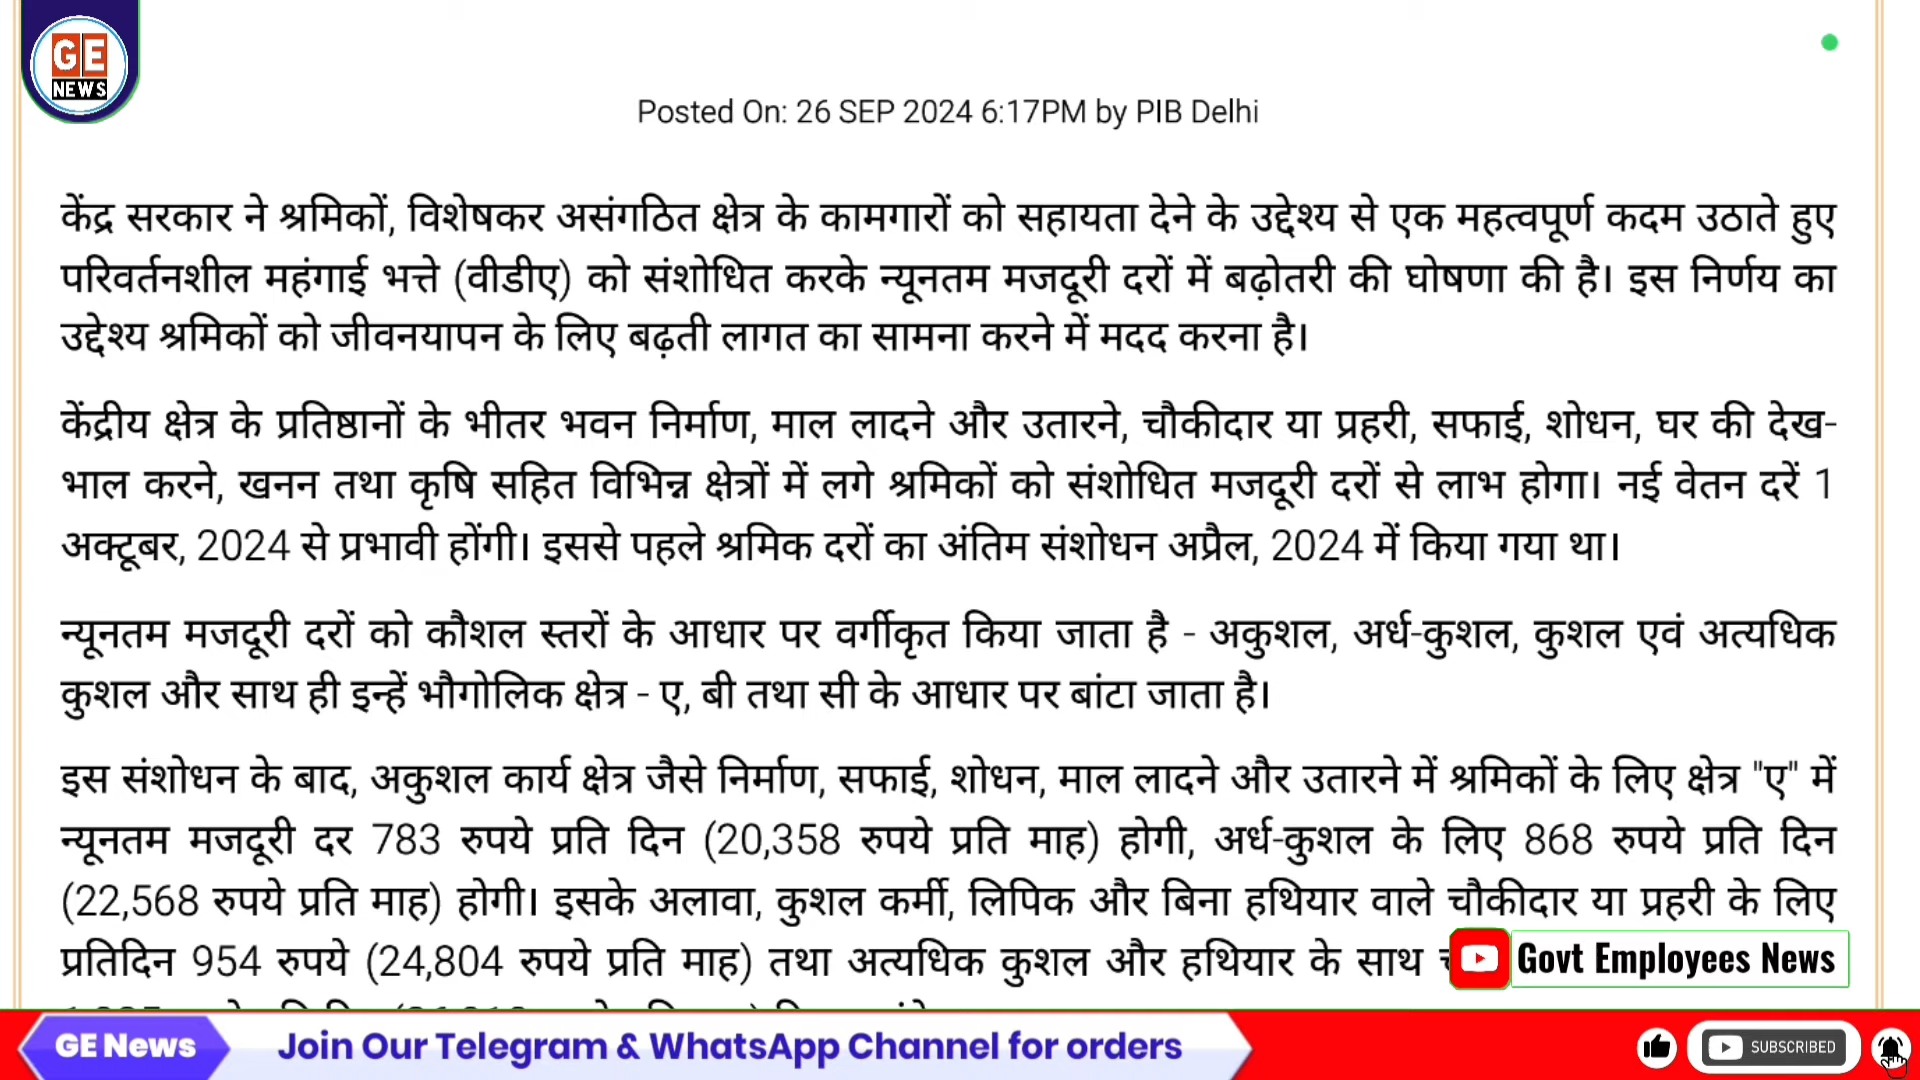 GE
NEWS
Posted On: 26 SEP 2024 6:17PM by PIB Delhi
केंद्र सरकार ने श्रमिकों, विशेषकर असंगठित क्षेत्र के कामगारों को सहायता देने के उद्देश्य से एक महत्वपूर्ण कदम उठाते हुए
परिवर्तनशील महंगाई भत्ते (वीडीए) को संशोधित करके न्यूनतम मजदूरी दरों में बढ़ोतरी की घोषणा की है। इस निर्णय का
उद्देश्य श्रमिकों को जीवनयापन के लिए बढ़ती लागत का सामना करने में मदद करना है।
केंद्रीय क्षेत्र के प्रतिष्ठानों के भीतर भवन निर्माण, माल लादने और उतारने, चौकीदार या प्रहरी, सफाई, शोधन, घर की देख-
भाल करने, खनन तथा कृषि सहित विभिन्न क्षेत्रों में लगे श्रमिकों को संशोधित मजदूरी दरों से लाभ होगा। नई वेतन दरें 1
अक्टूबर, 2024 से प्रभावी होंगी। इससे पहले श्रमिक दरों का अंतिम संशोधन अप्रैल, 2024 में किया गया था।
न्यूनतम मजदूरी दरों को कौशल स्तरों के आधार पर वर्गीकृत किया जाता है - अकुशल, अर्ध-कुशल, कुशल एवं अत्यधिक
कुशल और साथ ही इन्हें भौगोलिक क्षेत्र - ए, बी तथा सी के आधार पर बांटा जाता है।
इस संशोधन के बाद, अकुशल कार्य क्षेत्र जैसे निर्माण, सफाई, शोधन, माल लादने और उतारने में श्रमिकों के लिए क्षेत्र "ए" में
न्यूनतम मजदूरी दर 783 रुपये प्रति दिन (20,358 रुपये प्रति माह) होगी, अर्ध-कुशल के लिए 868 रुपये प्रति दिन
(22,568 रुपये प्रति माह) होगी। इसके अलावा, कुशल कर्मी, लिपिक और बिना हथियार वाले चौकीदार या प्रहरी के लिए
प्रतिदिन 954 रुपये (24,804 रुपये प्रति माह) तथा अत्यधिक कुशल और हथियार के साथ
Govt Employees News
GE News
Join Our Telegram & WhatsApp Channel for orders
SUBSCRIBED